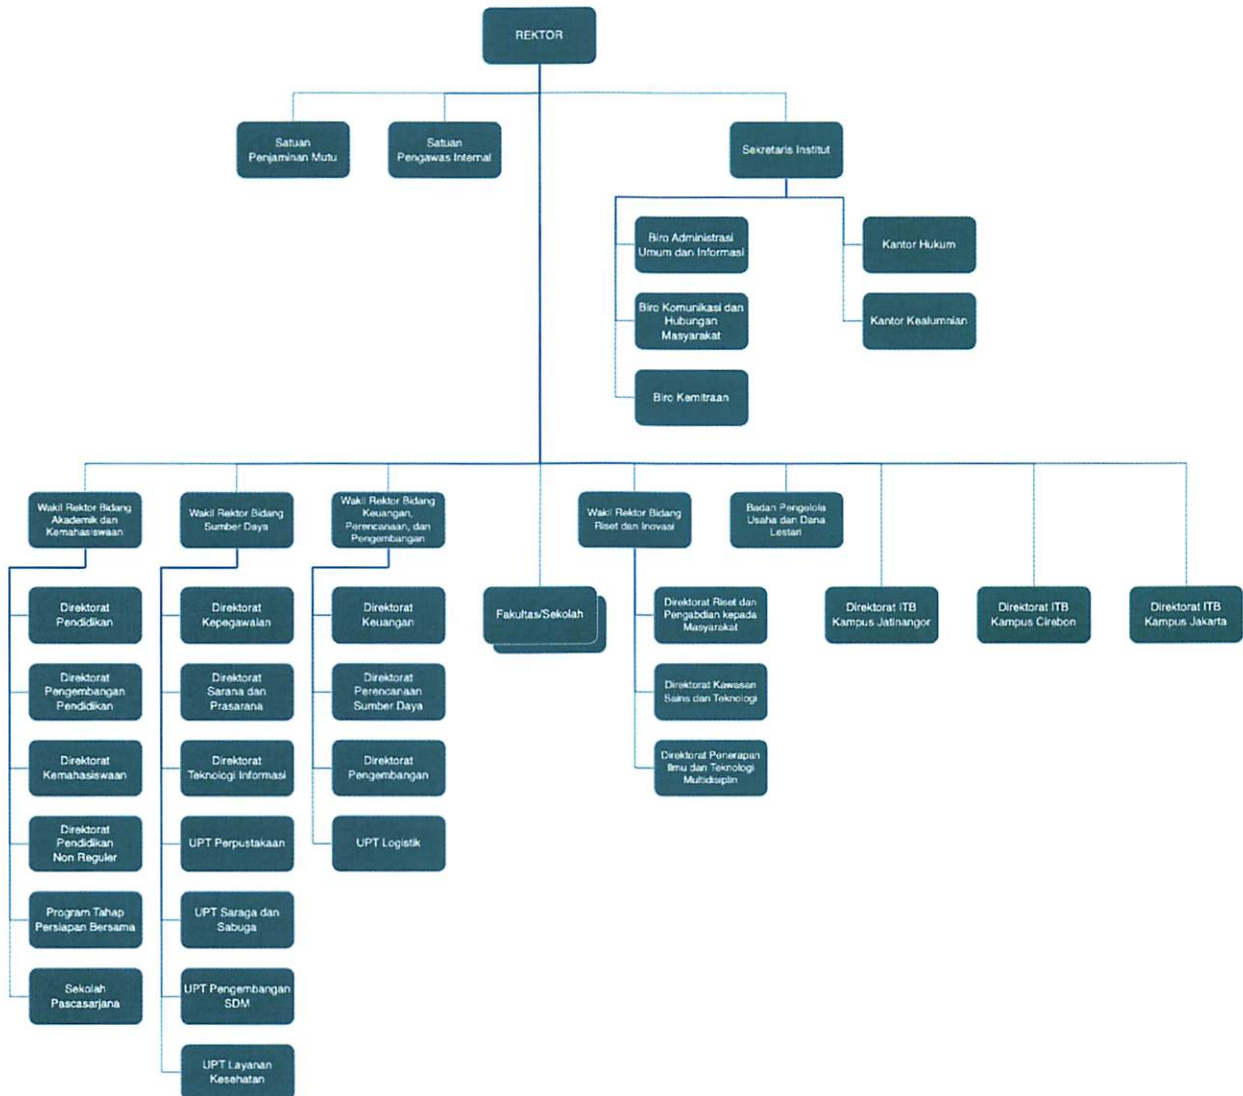 REKTOR
Satuan
Penjaminan Mutu
Satuan
Pengawas Internal
Sekretaris Institut
Biro Administrasi
Umum dan Informasi
Kantor Hukum
Biro Komunikasi dan
Hubungan
Masyarakat
Kantor Kealumnian
Biro Kemitraan
Wakil Rektor Bidang
Akademik dan
Kemahasiswaan
Wakil Rektor Bidang
Sumber Daya
Wakil Rektor Bidang
Keuangan,
Perencanaan, dan
Pengembangan
Wakil Rektor Bidang
Riset dan Inovasi
Badan Pengelola
Usaha dan Dana
Lestari
Direktorat
Pendidikan
Direktorat
Kepegawaian
Direktorat
Keuangan
Fakultas/Sekolah
Direktorat Riset dan
Pengabdian kepada
Masyarakat
Direktorat ITB
Kampus Jatinangor
Direktorat ITB
Kampus Cirebon
Direktorat ITB
Kampus Jakarta
Direktorat
Pengembangan
Pendidikan
Direktorat
Sarana dan
Prasarana
Direktorat
Perencanaan
Sumber Daya
Direktorat Kawasan
Sains dan Teknologi
Direktorat
Kemahasiswaan
Direktorat
Teknologi Informasi
Direktorat
Pengembangan
Direktorat Penerapan
Ilmu dan Teknologi
Multidisiplin
Direktorat
Pendidikan
Non Reguler
UPT Perpustakaan
UPT Logistik
Program Tahap
Persiapan Bersama
UPT Saraga dan
Sabuga
Sekolah
Pascasarjana
UPT Pengembangan
SDM
UPT Layanan
Kesehatan